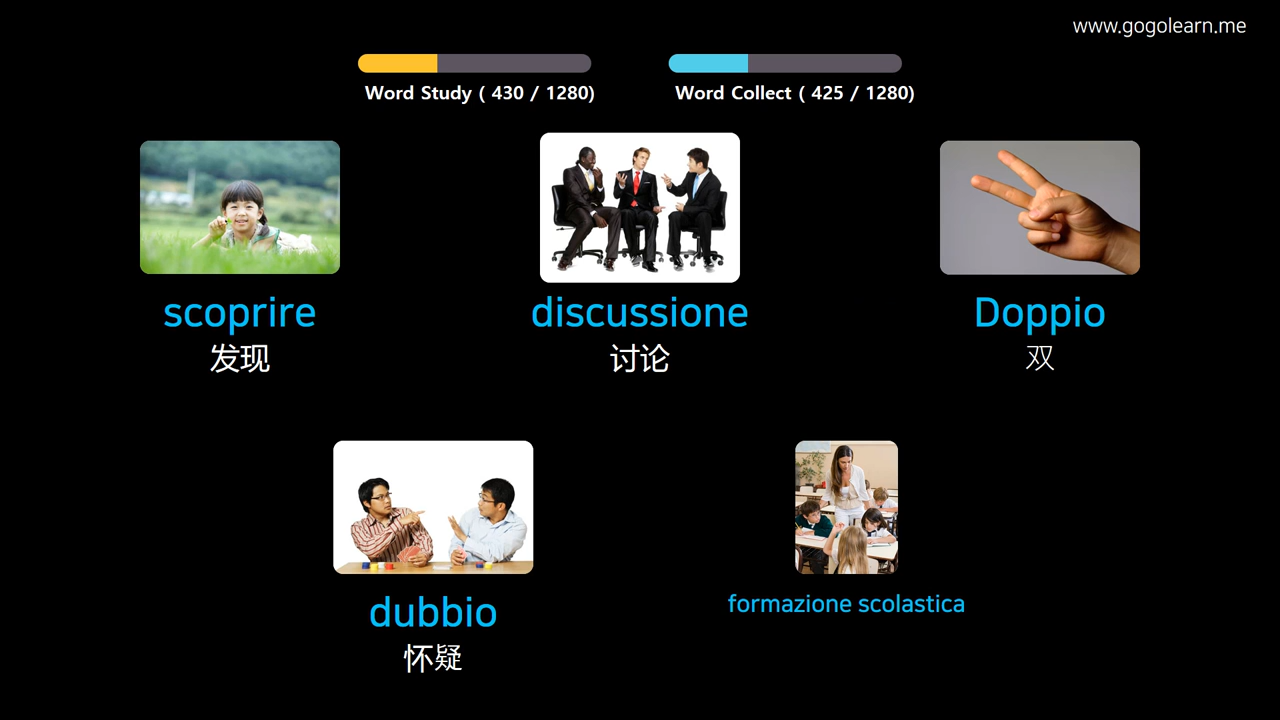 www.gogolearn.me
Word Study ( 430 / 1280)
Word Collect ( 425 / 1280)
scoprire
发现
discussione
讨论
Doppio
双
dubbio
怀疑
formazione scolastica